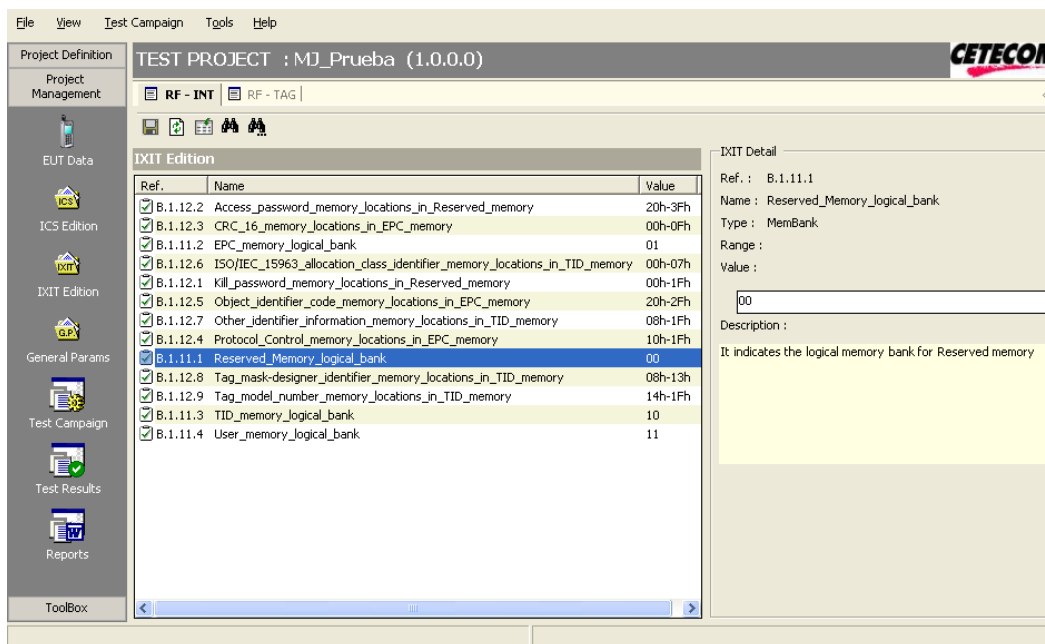 File View Test Campaign Tools Help
Project Definition
Project
Management
EUT Data
ICS
ICS Edition
IXIT
IXIT Edition
G.P.
General Params
Test Campaign
Test Results
W
Reports
ToolBox
TEST PROJECT : MJ_Prueba (1.0.0.0)
CETECOM
RF - INT RF - TAG
IXIT Edition
Ref. Name Value
B.1.12.2 Access_password_memory_locations_in_Reserved_memory 20h-3Fh
B.1.12.3 CRC_16_memory_locations_in_EPC_memory 00h-0Fh
B.1.11.2 EPC_memory_logical_bank 01
B.1.12.6 ISO/IEC_15963_allocation_class_identifier_memory_locations_in_TID_memory 00h-07h
B.1.12.1 Kill_password_memory_locations_in_Reserved_memory 00h-1Fh
B.1.12.5 Object_identifier_code_memory_locations_in_EPC_memory 20h-2Fh
B.1.12.7 Other_identifier_information_memory_locations_in_TID_memory 08h-1Fh
B.1.12.4 Protocol_Control_memory_locations_in_EPC_memory 10h-1Fh
B.1.11.1 Reserved_Memory_logical_bank 00
B.1.12.8 Tag_mask-designer_identifier_memory_locations_in_TID_memory 08h-13h
B.1.12.9 Tag_model_number_memory_locations_in_TID_memory 14h-1Fh
B.1.11.3 TID_memory_logical_bank 10
B.1.11.4 User_memory_logical_bank 11
IXIT Detail
Ref. : B.1.11.1
Name : Reserved_Memory_logical_bank
Type : MemBank
Range :
Value :
00
Description :
It indicates the logical memory bank for Reserved memory